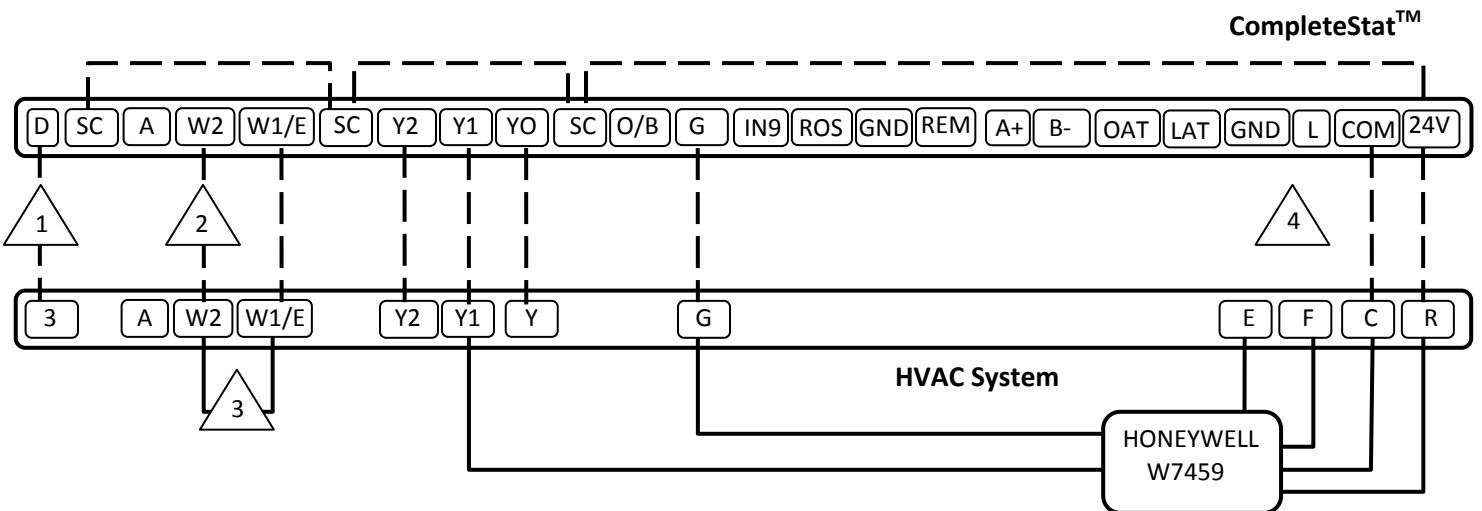 CompleteStat™
D SC A W2 W1/E SC Y2 Y1 YO SC O/B G IN9 ROS GND REM A+ B- OAT LAT GND L COM 24V
1 2 4
3 A W2 W1/E Y2 Y1 Y G E F C R
HVAC System
3
HONEYWELL
W7459